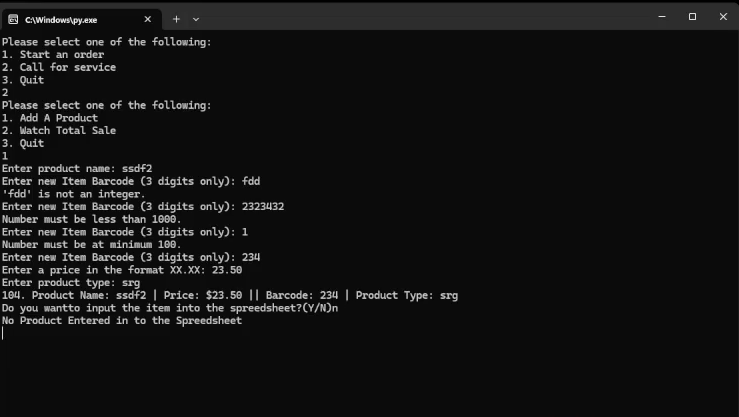 C:\Windows\py.exe
Please select one of the following:
1. Start an order
2. Call for service
3. Quit
2
Please select one of the following:
1. Add A Product
2. Watch Total Sale
3. Quit
1
Enter product name: ssdf2
Enter new Item Barcode (3 digits only): fdd
'fdd' is not an integer.
Enter new Item Barcode (3 digits only): 2323432
Number must be less than 1000.
Enter new Item Barcode (3 digits only): 1
Number must be at minimum 100.
Enter new Item Barcode (3 digits only): 234
Enter a price in the format XX.XX: 23.50
Enter product type: srg
104. Product Name: ssdf2 | Price: $23.50 || Barcode: 234 | Product Type: srg
Do you wantto input the item into the spreedsheet?(Y/N)n
No Product Entered in to the Spreedsheet